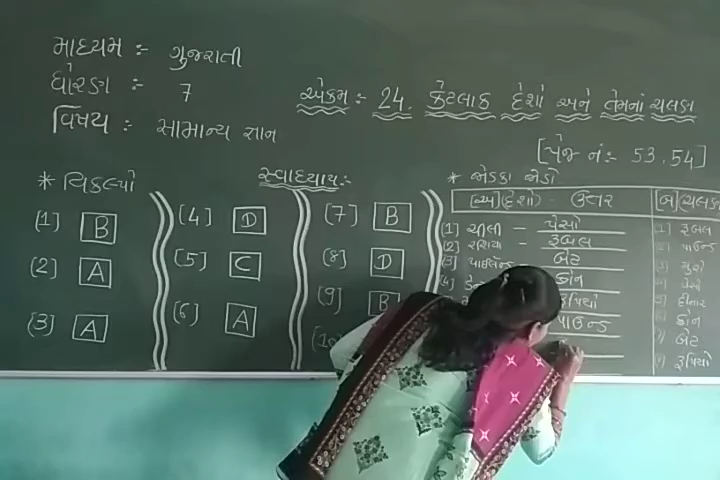 માધ્યમ :- ગુજરાતી
ધોરણ :- 7
વિષય :- સામાન્ય જ્ઞાન
એકમ :- 24. કેટલાક દેશો અને તેમનાં ચલણ
[પેજ નં:- 53,54]
સ્વાધ્યાય:-
* વિકલ્પો
(1) B
(2) A
(3) A
(4) D
(5) C
(6) A
(7) B
(8) D
(9) B
(10)
* જોડકા જોડો
[અ](દેશો) - ઉત્તર
(1) ચીલી - પેસો
(2) રશિયા - રૂબલ
(3) થાઇલેન્ડ બેટ
(4) ક્રોન
રૂપિયો
પાઉન્ડ
[બ]ચલણ
(1) રૂબલ
(2) પાઉન્ડ
(3) યુરો
(4) પેસો
(5) દીનાર
(6) ક્રોન
(7) બેટ
(8) રૂપિયો